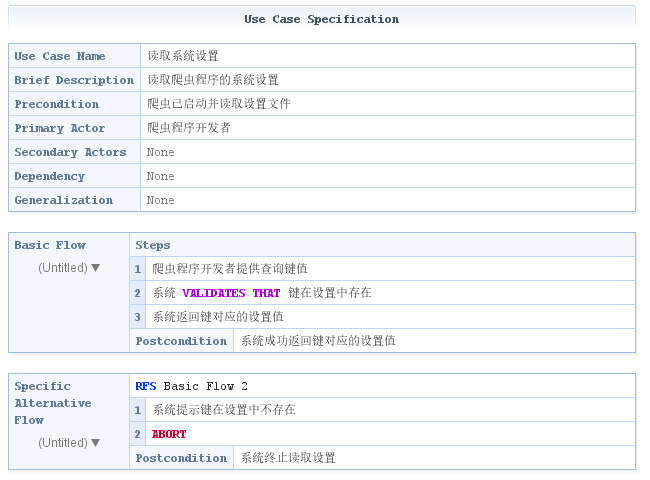 Use Case Specification
Use Case Name 读取系统设置
Brief Description 读取爬虫程序的系统设置
Precondition 爬虫已启动并读取设置文件
Primary Actor 爬虫程序开发者
Secondary Actors None
Dependency None
Generalization None
Basic Flow Steps
(Untitled) ▼
1 爬虫程序开发者提供查询键值
2 系统 VALIDATES THAT 键在设置中存在
3 系统返回键对应的设置值
Postcondition 系统成功返回键对应的设置值
Specific Alternative Flow
(Untitled) ▼
RFS Basic Flow 2
1 系统提示键在设置中不存在
2 ABORT
Postcondition 系统终止读取设置